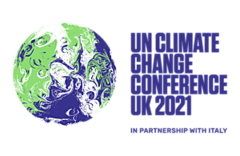 UN CLIMATE
CHANGE
CONFERENCE
UK 2021
IN PARTNERSHIP WITH ITALY